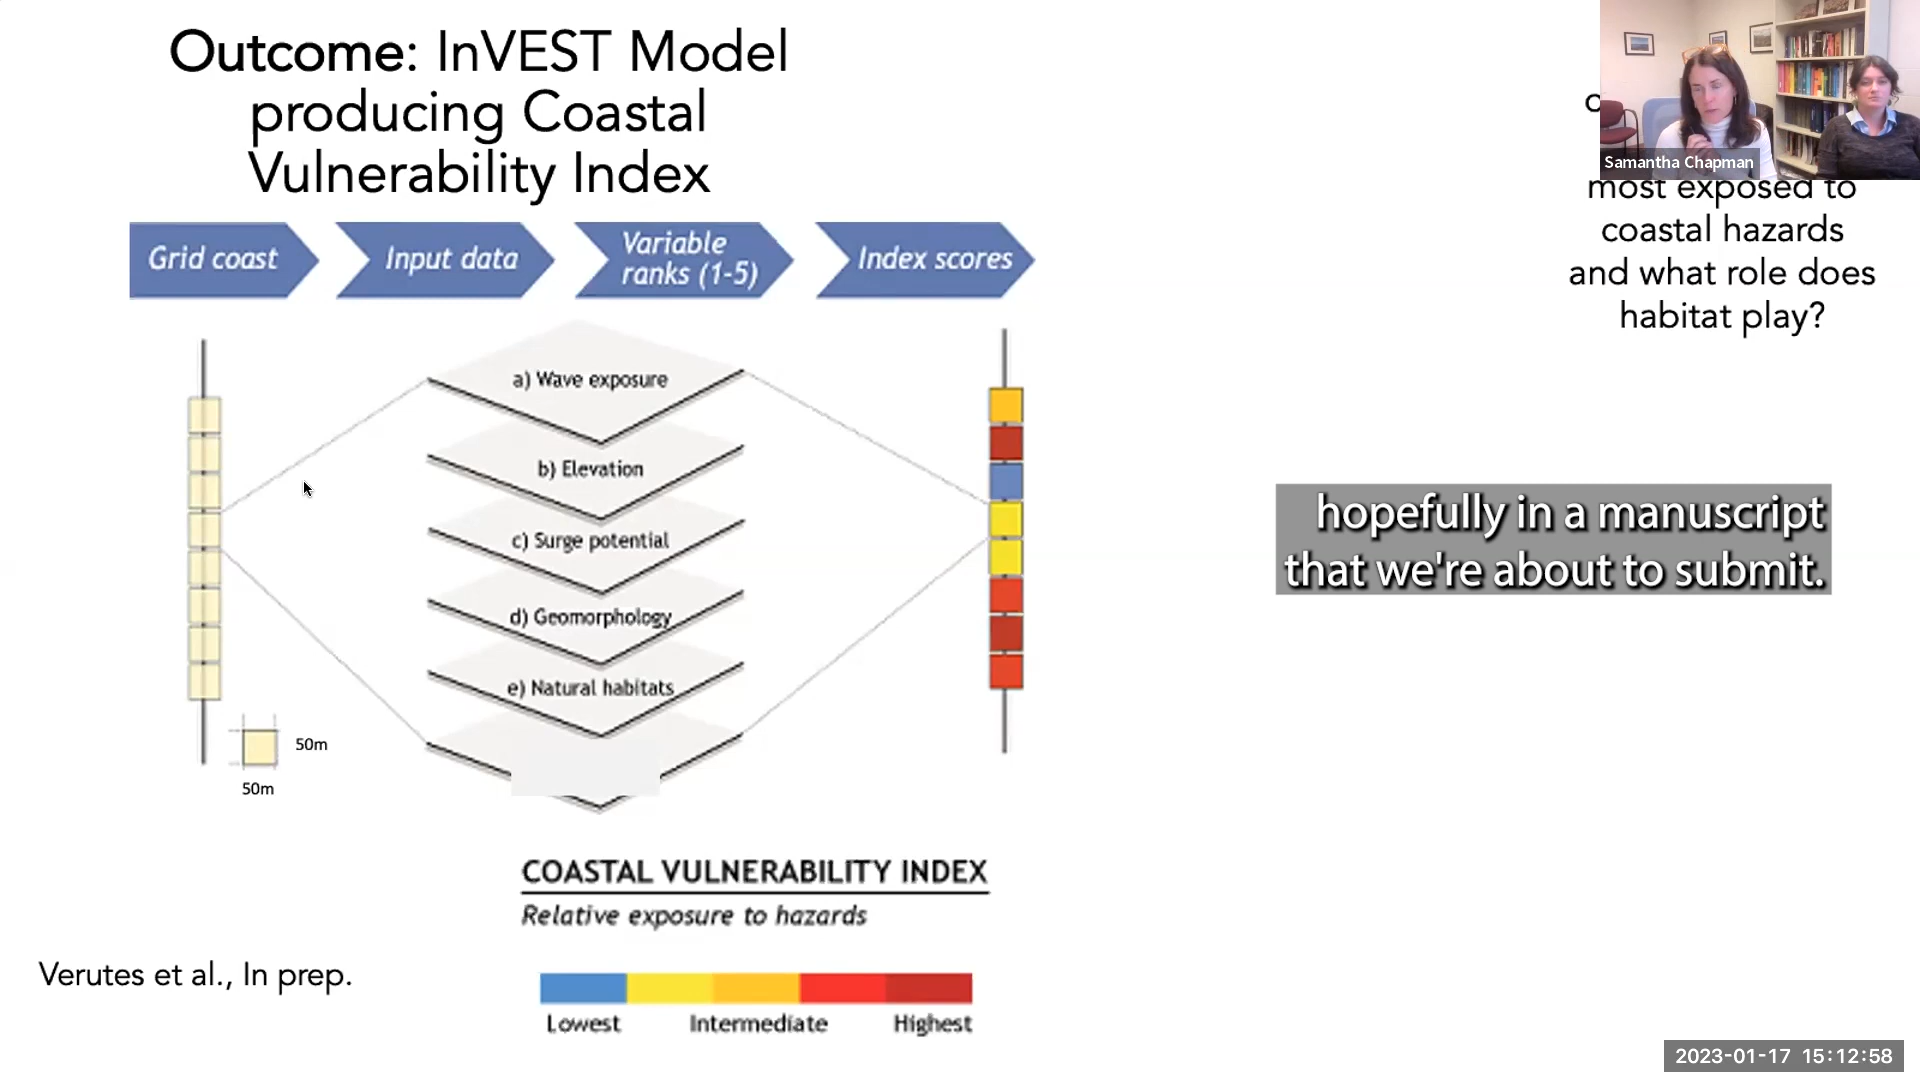 Outcome: InVEST Model
producing Coastal
Vulnerability Index
Samantha Chapman
most exposed to
coastal hazards
and what role does
habitat play?
Grid coast
Input data
Variable
ranks (1-5)
Index scores
a) Wave exposure
b) Elevation
c) Surge potential
d) Geomorphology
e) Natural habitats
50m
50m
hopefully in a manuscript
that we're about to submit.
COASTAL VULNERABILITY INDEX
Relative exposure to hazards
Verutes et al., In prep.
Lowest Intermediate Highest
2023-01-17 15:12:58